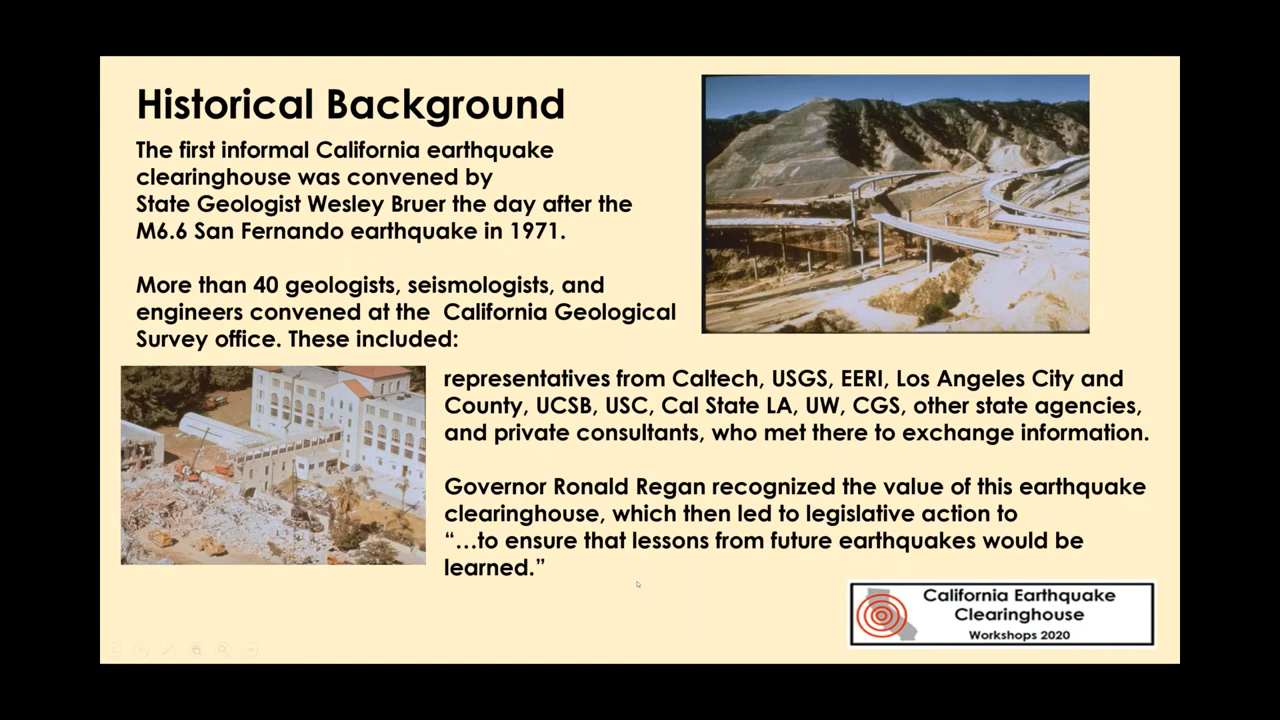 Historical Background
The first informal California earthquake
clearinghouse was convened by
State Geologist Wesley Bruer the day after the
M6.6 San Fernando earthquake in 1971.
More than 40 geologists, seismologists, and
engineers convened at the  California Geological
Survey office. These included:
representatives from Caltech, USGS, EERI, Los Angeles City and
County, UCSB, USC, Cal State LA, UW, CGS, other state agencies,
and private consultants, who met there to exchange information.
Governor Ronald Regan recognized the value of this earthquake
clearinghouse, which then led to legislative action to
“…to ensure that lessons from future earthquakes would be
learned.”
California Earthquake
Clearinghouse
Workshops 2020